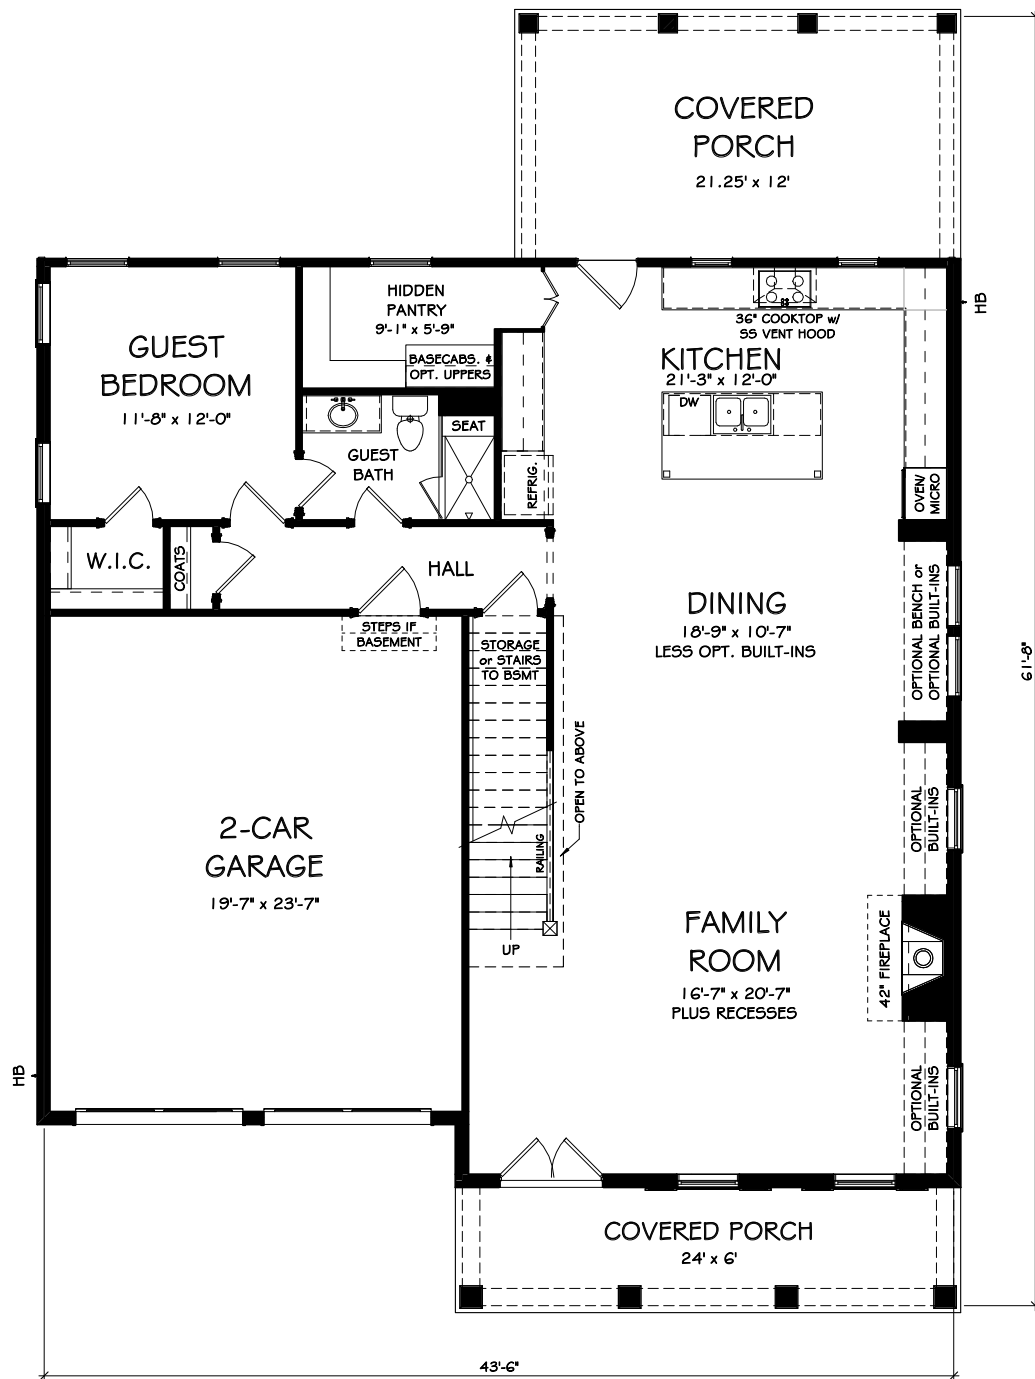 COVERED
PORCH
21.25' x 12'
HB
HIDDEN
PANTRY
9'-1" x 5'-9"
BASECABS. &
OPT. UPPERS
36" COOKTOP w/
SS VENT HOOD
KITCHEN
21'-3" x 12'-0"
DW
GUEST
BEDROOM
11'-8" x 12'-0"
SEAT
GUEST
BATH
REFRIG.
OVEN/
MICRO
W.I.C.
COATS
HALL
DINING
18'-9" x 10'-7"
LESS OPT. BUILT-INS
OPTIONAL BENCH or
OPTIONAL BUILT-INS
STEPS IF
BASEMENT
STORAGE
or STAIRS
TO BSMT
61'-8"
OPEN TO ABOVE
OPTIONAL
BUILT-INS
2-CAR
GARAGE
19'-7" x 23'-7"
RAILING
UP
FAMILY
ROOM
16'-7" x 20'-7"
PLUS RECESSES
42" FIREPLACE
HB
OPTIONAL
BUILT-INS
COVERED PORCH
24' x 6'
43'-6"